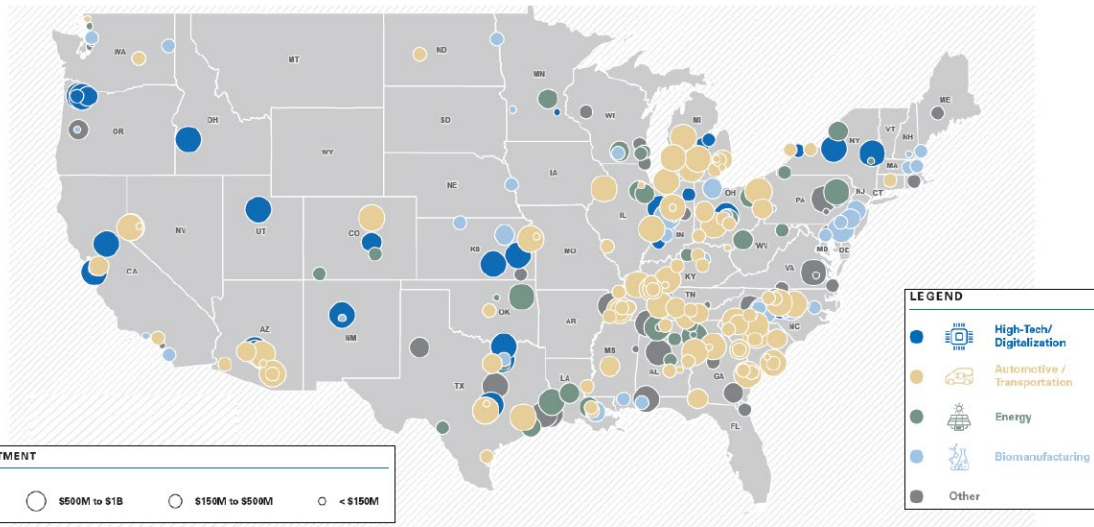 WA
MT
ND
MN
ME
OH
OR
SD
WI
MI
VT
NH
NY
MA
WY
IA
NE
PA
NJ
CT
OH
IL
IN
NV
UT
CO
KS
MO
WV
MD
DE
CA
VA
KY
TN
NC
AZ
NM
OK
AR
MS
AL
GA
TX
LA
FL
LEGEND
High-Tech/
Digitalization
Automotive /
Transportation
Energy
Biomanufacturing
Other
TMENT
$500M to $1B
$150M to $500M
< $150M